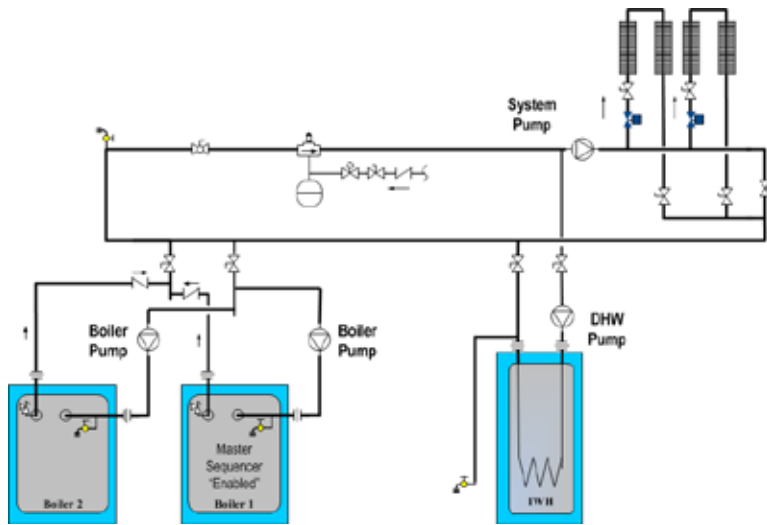 System
Pump
Boiler
Pump
Boiler
Pump
DHW
Pump
Master
Sequencer
"Enabled"
Boiler 2
Boiler 1
IWH